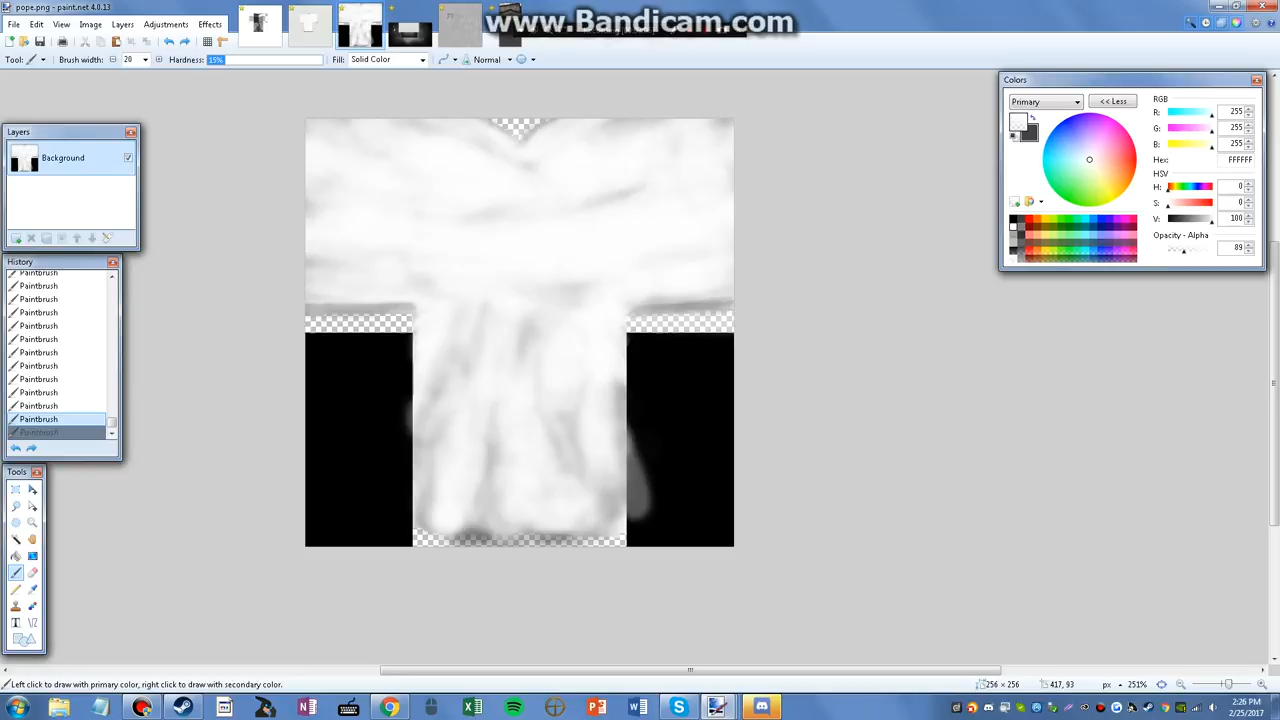 pope.png - paint.net 4.0.13
www.Bandicam.com
File Edit View Image Layers Adjustments Effects
Tool: Brush width: 20 Hardness: 15% Fill: Solid Color Normal
Colors
Primary << Less RGB
R: 255
G: 255
B: 255
Hex: FFFFFF
HSV
H: 0
S: 0
V: 100
Opacity - Alpha
89
Layers
Background
History
Paintbrush
Paintbrush
Paintbrush
Paintbrush
Paintbrush
Paintbrush
Paintbrush
Paintbrush
Paintbrush
Paintbrush
Paintbrush
Paintbrush
Paintbrush
Tools
Left click to draw with primary color, right click to draw with secondary color.
256 × 256 417, 93 px 251%
2:26 PM
2/25/2017